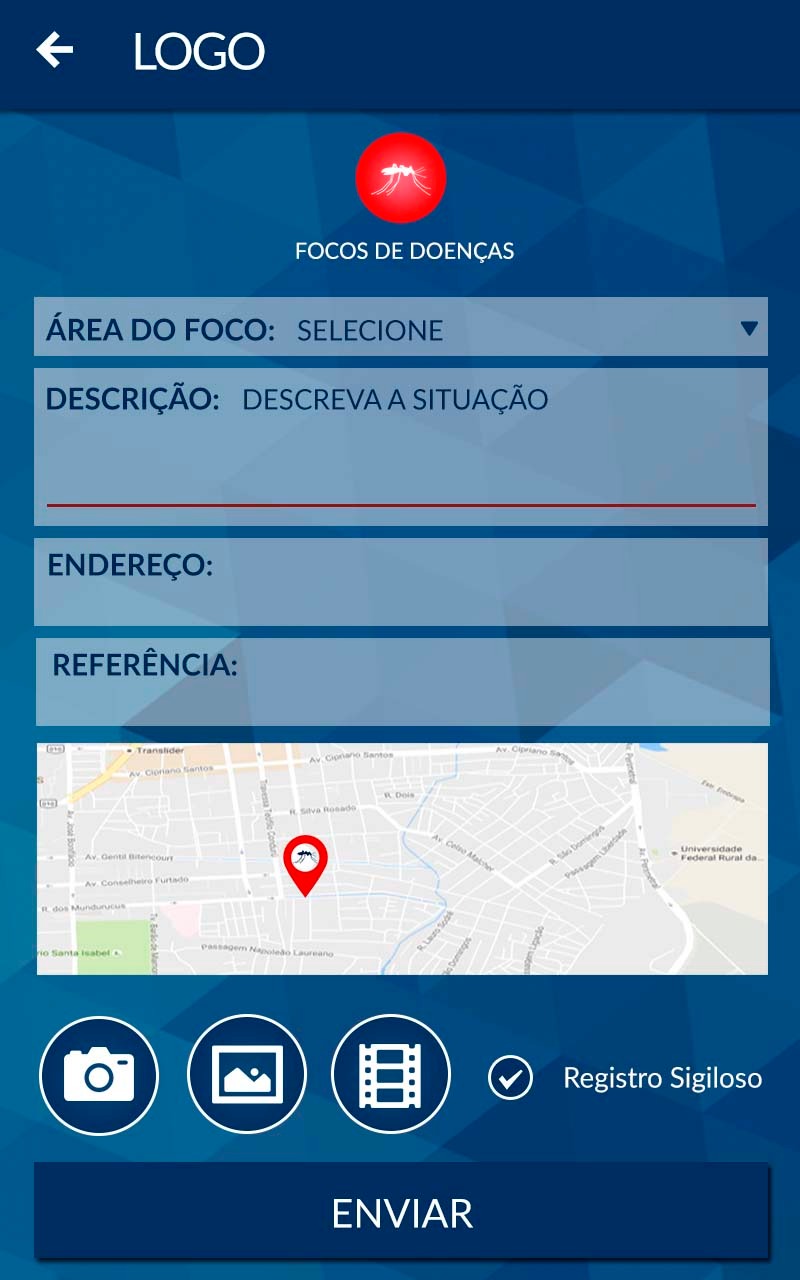 LOGO
FOCOS DE DOENÇAS
ÁREA DO FOCO: SELECIONE
DESCRIÇÃO: DESCREVA A SITUAÇÃO
ENDEREÇO:
REFERÊNCIA:
010
Translider
Av. Cipriano Santos
Av. Cipriano Santos
Av. Cipriano Santos
Av. Perimetral
Estr. Embrapa
010
R. Dois
R. Silva Rosado
Av. José Bonifácio
Travessa Teófilo Condurú
Av. Celso Malcher
R. São Domingos
Passagem Liberdade
Av. Perimetral
Universidade
Federal Rural da...
Av. Gentil Bitencourt
Av. Conselheiro Furtado
R. dos Mundurucus
R. Lauro Sodré
Domingos
Passagem Ligação
Tv. Barão de Mamoré
Passagem Napoleão Laureano
rio Santa Isabel
Registro Sigiloso
ENVIAR